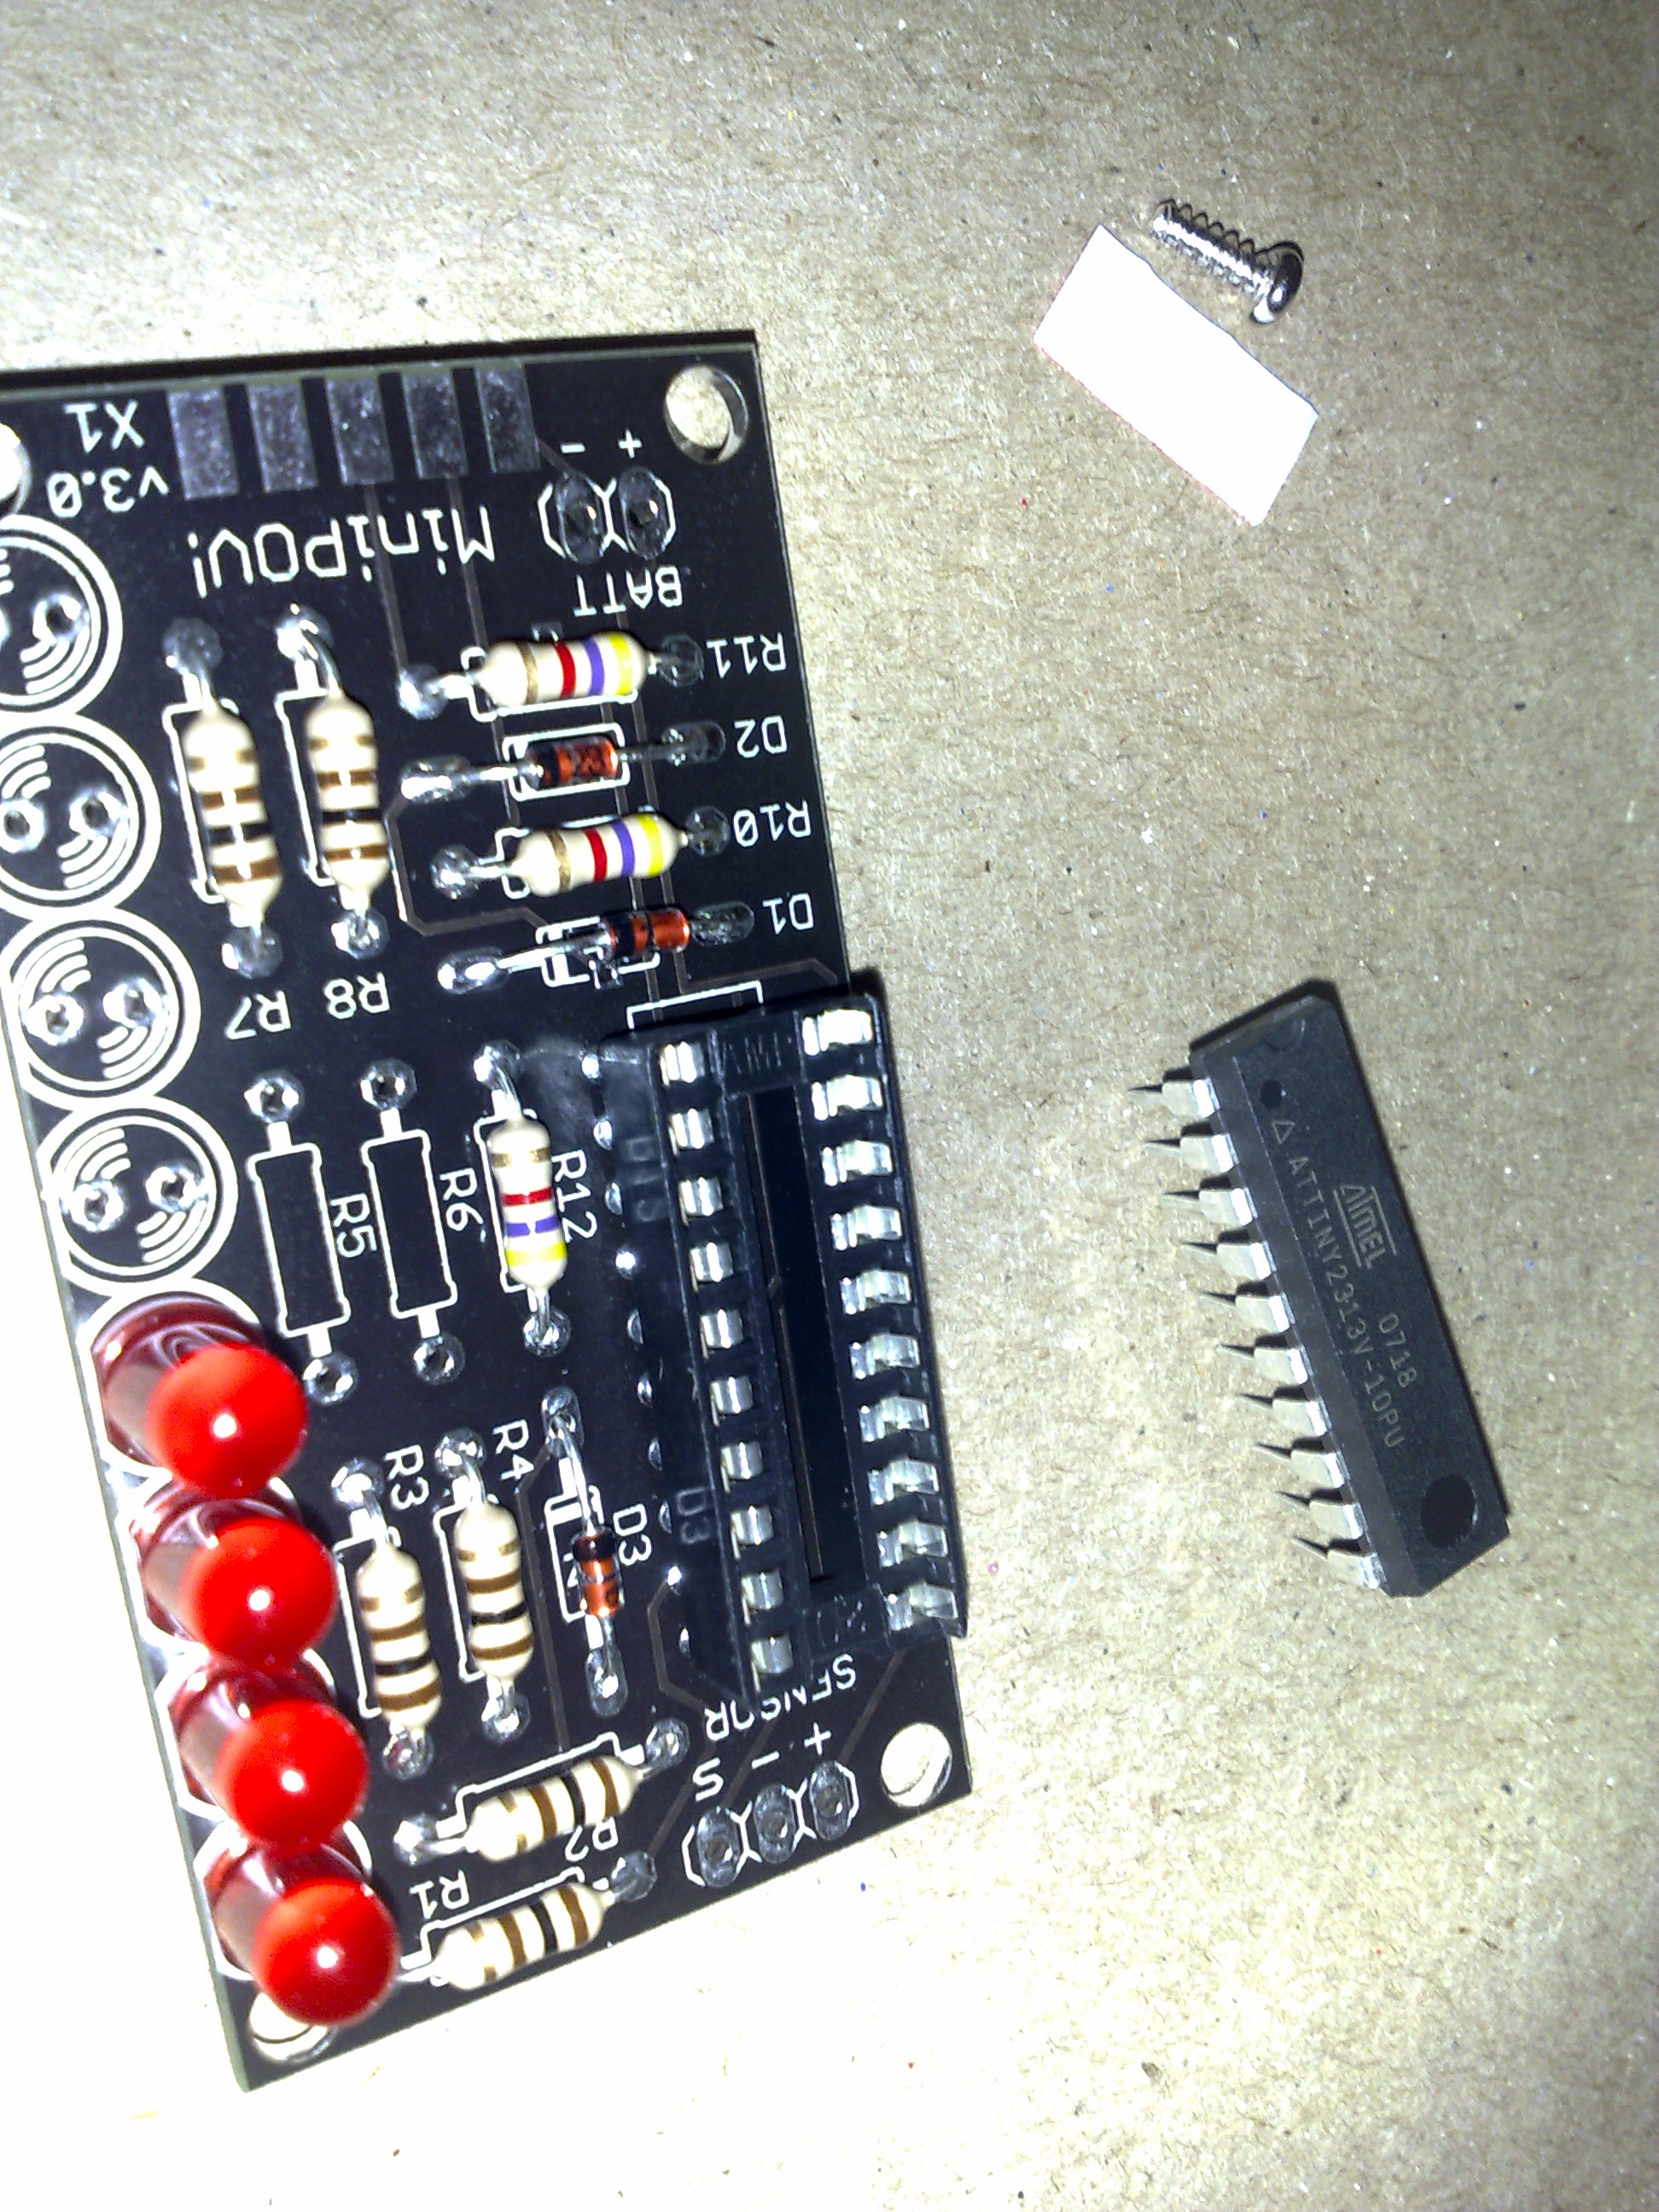 X1
v3.0
MiniPOV!
- +
BATT
R11
D2
R10
D1
R7
R8
R5
R6
R12
R3
R4
D3
SENSOR
S - +
R2
R1
ATMEL 0718
ATTINY2313V-10PU